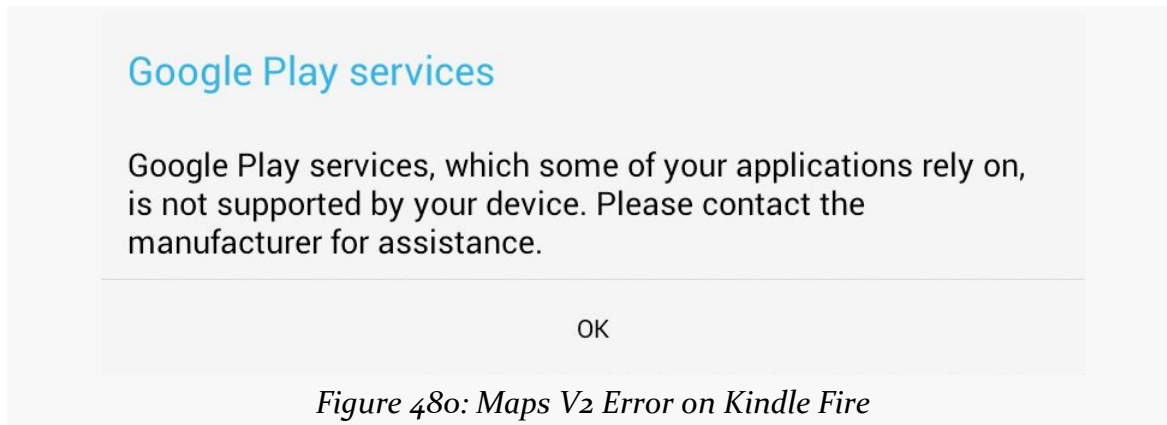 Google Play services
Google Play services, which some of your applications rely on,
is not supported by your device. Please contact the
manufacturer for assistance.
OK
Figure 480: Maps V2 Error on Kindle Fire